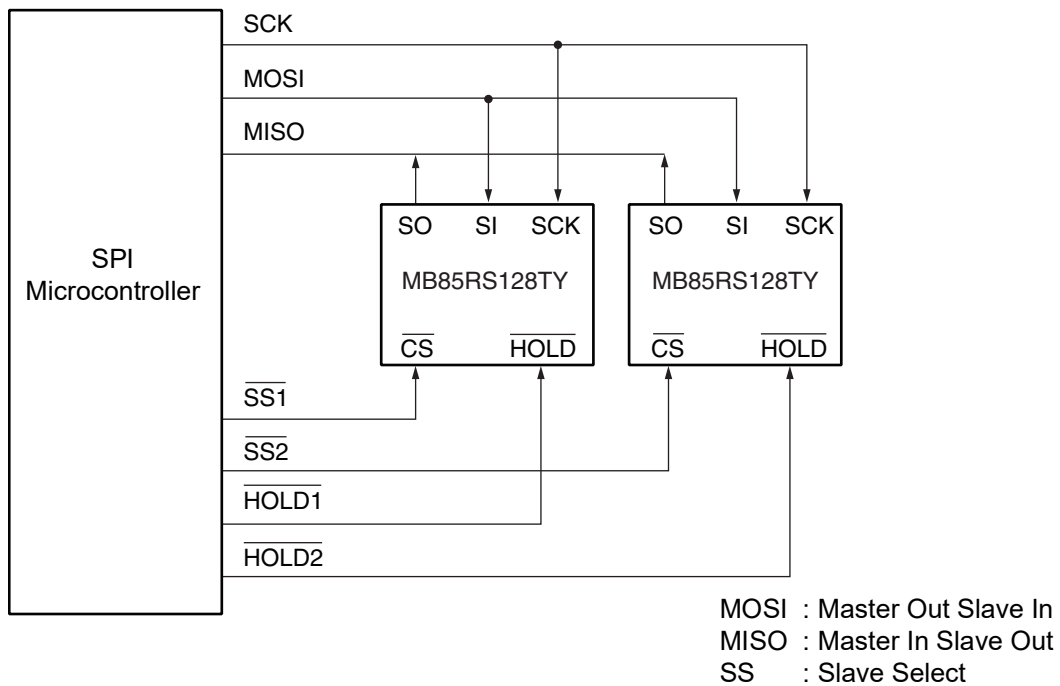 SCK
MOSI
MISO
SPI
Microcontroller
SO SI SCK
MB85RS128TY
CS HOLD
SO SI SCK
MB85RS128TY
CS HOLD
SS1
SS2
HOLD1
HOLD2
MOSI : Master Out Slave In
MISO : Master In Slave Out
SS : Slave Select